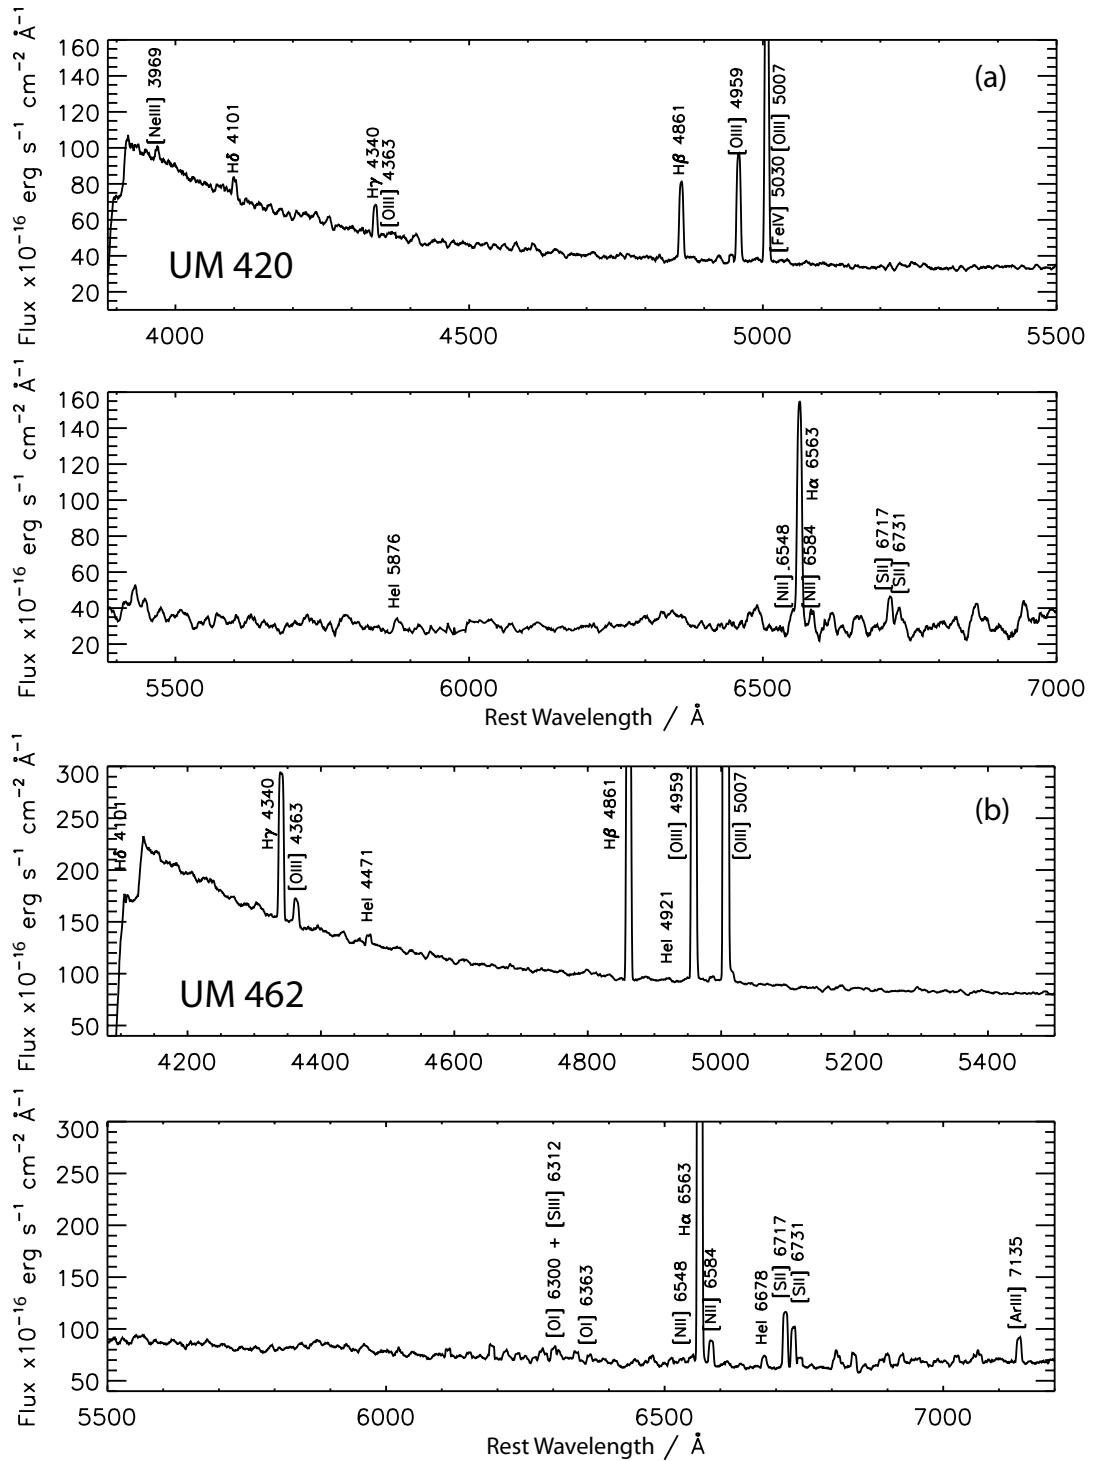 Flux x10⁻¹⁶ erg s⁻¹ cm⁻² Å⁻¹
160
140
120
100
80
60
40
20
[NeIII] 3969
Hδ 4101
Hγ 4340
[OIII] 4363
Hβ 4861
[OIII] 4959
[FeIV] 5030
[OIII] 5007
(a)
UM 420
4000 4500 5000 5500
Flux x10⁻¹⁶ erg s⁻¹ cm⁻² Å⁻¹
160
140
120
100
80
60
40
20
HeI 5876
[NII] 6548
[NII] 6584
Hα 6563
[SII] 6717
[SII] 6731
5500 6000 6500 7000
Rest Wavelength / Å
Flux x10⁻¹⁶ erg s⁻¹ cm⁻² Å⁻¹
300
250
200
150
100
50
Hδ 4101
Hγ 4340
[OIII] 4363
HeI 4471
Hβ 4861
HeI 4921
[OIII] 4959
[OIII] 5007
(b)
UM 462
4200 4400 4600 4800 5000 5200 5400
Flux x10⁻¹⁶ erg s⁻¹ cm⁻² Å⁻¹
300
250
200
150
100
50
[OI] 6300 + [SIII] 6312
[OI] 6363
[NII] 6548
Hα 6563
[NII] 6584
HeI 6678
[SII] 6717
[SII] 6731
[ArIII] 7135
5500 6000 6500 7000
Rest Wavelength / Å